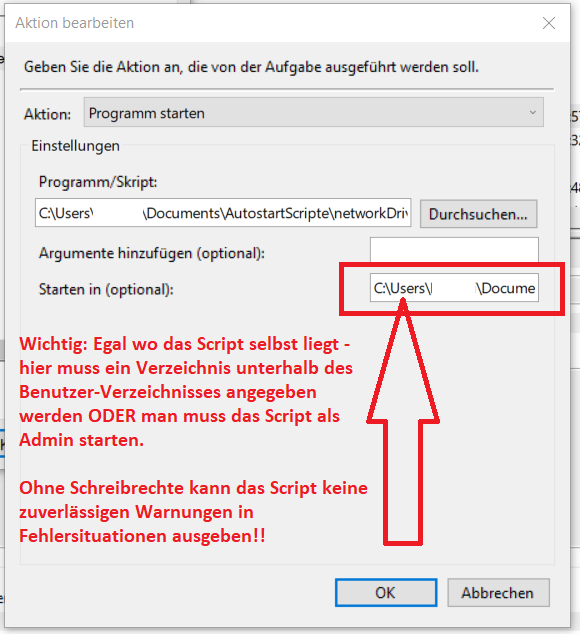 Aktion bearbeiten
Geben Sie die Aktion an, die von der Aufgabe ausgeführt werden soll.
Aktion: Programm starten
Einstellungen
Programm/Skript:
C:\Users\ \Documents\AutostartScripte\networkDri Durchsuchen...
Argumente hinzufügen (optional):
Starten in (optional): C:\Users\ \Docume
Wichtig: Egal wo das Script selbst liegt -
hier muss ein Verzeichnis unterhalb des
Benutzer-Verzeichnisses angegeben
werden ODER man muss das Script als
Admin starten.
Ohne Schreibrechte kann das Script keine
zuverlässigen Warnungen in
Fehlersituationen ausgeben!!
OK Abbrechen